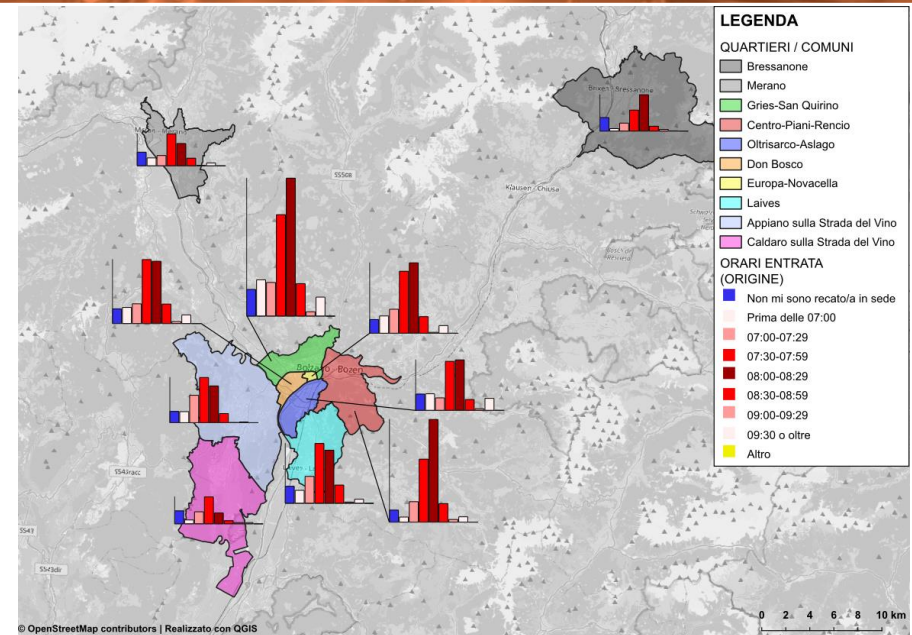 LEGENDA
QUARTIERI / COMUNI
Bressanone
Merano
Gries-San Quirino
Centro-Piani-Rencio
Oltrisarco-Aslago
Don Bosco
Europa-Novacella
Laives
Appiano sulla Strada del Vino
Caldaro sulla Strada del Vino
ORARI ENTRATA
(ORIGINE)
Non mi sono recato/a in sede
Prima delle 07:00
07:00-07:29
07:30-07:59
08:00-08:29
08:30-08:59
09:00-09:29
09:30 o oltre
Altro
Brixen - Bressanone
SS508
Klausen - Chiusa
Bolzano - Bozen
SS43
0 2 4 6 8 10 km
© OpenStreetMap contributors | Realizzato con QGIS